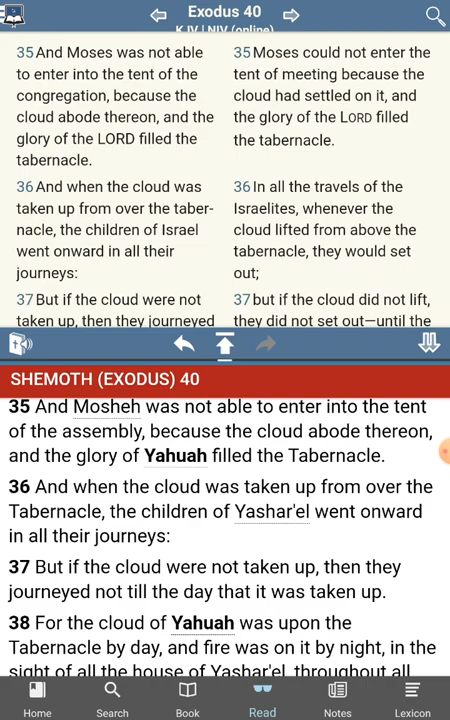 Exodus 40
KJV | NIV (online)
35 And Moses was not able
to enter into the tent of the
congregation, because the
cloud abode thereon, and the
glory of the LORD filled the
tabernacle.
36 And when the cloud was
taken up from over the taber-
nacle, the children of Israel
went onward in all their
journeys:
37 But if the cloud were not
taken up, then they journeyed
35 Moses could not enter the
tent of meeting because the
cloud had settled on it, and
the glory of the LORD filled
the tabernacle.
36 In all the travels of the
Israelites, whenever the
cloud lifted from above the
tabernacle, they would set
out;
37 but if the cloud did not lift,
they did not set out—until the
SHEMOTH (EXODUS) 40
35 And Mosheh was not able to enter into the tent
of the assembly, because the cloud abode thereon,
and the glory of Yahuah filled the Tabernacle.
36 And when the cloud was taken up from over the
Tabernacle, the children of Yashar'el went onward
in all their journeys:
37 But if the cloud were not taken up, then they
journeyed not till the day that it was taken up.
38 For the cloud of Yahuah was upon the
Tabernacle by day, and fire was on it by night, in the
sight of all the house of Yashar'el, throughout all
Home
Search
Book
Read
Notes
Lexicon